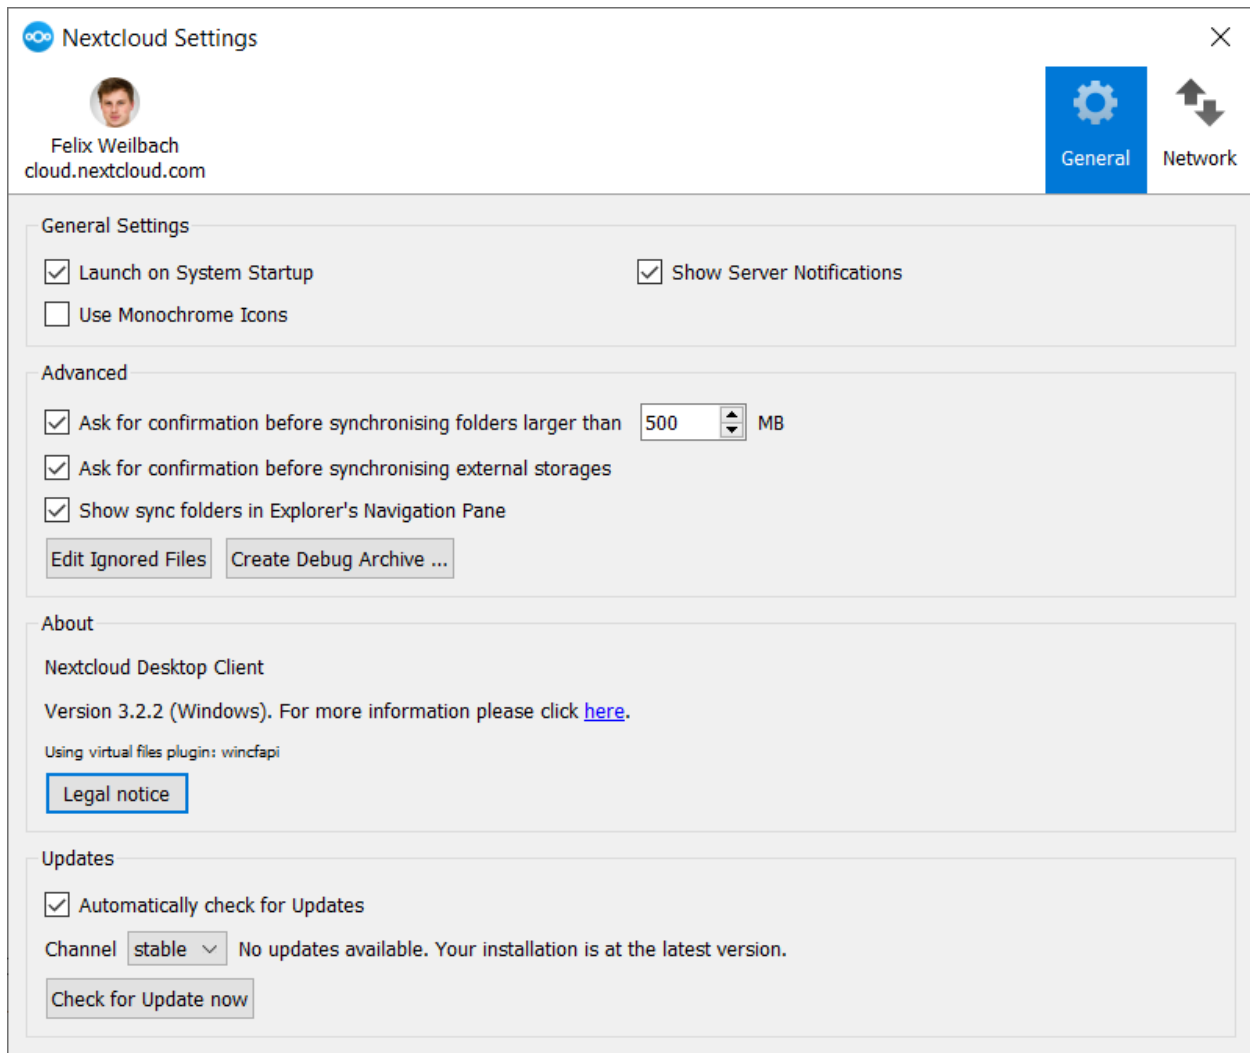 Nextcloud Settings
Felix Weilbach
cloud.nextcloud.com
General
Network
General Settings
Launch on System Startup
Show Server Notifications
Use Monochrome Icons
Advanced
Ask for confirmation before synchronising folders larger than 500 MB
Ask for confirmation before synchronising external storages
Show sync folders in Explorer's Navigation Pane
Edit Ignored Files
Create Debug Archive ...
About
Nextcloud Desktop Client
Version 3.2.2 (Windows). For more information please click here.
Using virtual files plugin: wincfapi
Legal notice
Updates
Automatically check for Updates
Channel stable No updates available. Your installation is at the latest version.
Check for Update now